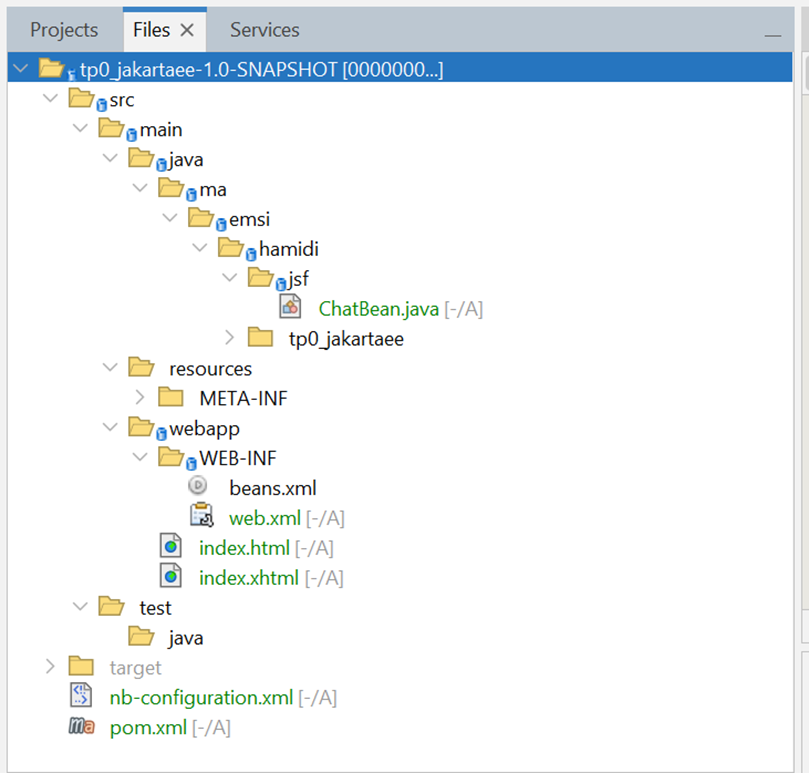 Projects Files Services
tp0_jakartaee-1.0-SNAPSHOT [0000000...]
src
main
java
ma
emsi
hamidi
jsf
ChatBean.java [-/A]
tp0_jakartaee
resources
META-INF
webapp
WEB-INF
beans.xml
web.xml [-/A]
index.html [-/A]
index.xhtml [-/A]
test
java
target
nb-configuration.xml [-/A]
ma pom.xml [-/A]